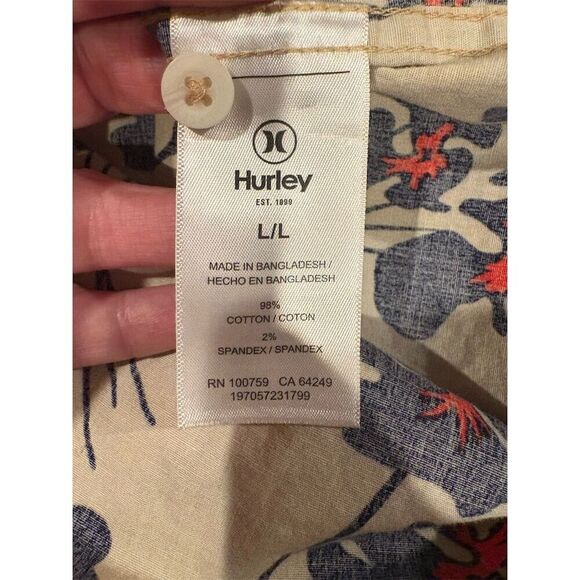 Hurley
EST. 1999
L/L
MADE IN BANGLADESH /
HECHO EN BANGLADESH
98%
COTTON / COTON
2%
SPANDEX / SPANDEX
RN 100759 CA 64249
197057231799